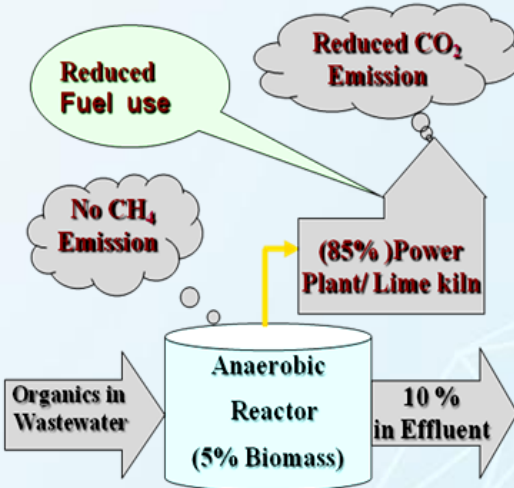 Reduced CO₂
Emission
Reduced
Fuel use
No CH₄
Emission
(85% )Power
Plant/ Lime kiln
Organics in
Wastewater
Anaerobic
Reactor
(5% Biomass)
10 %
in Effluent